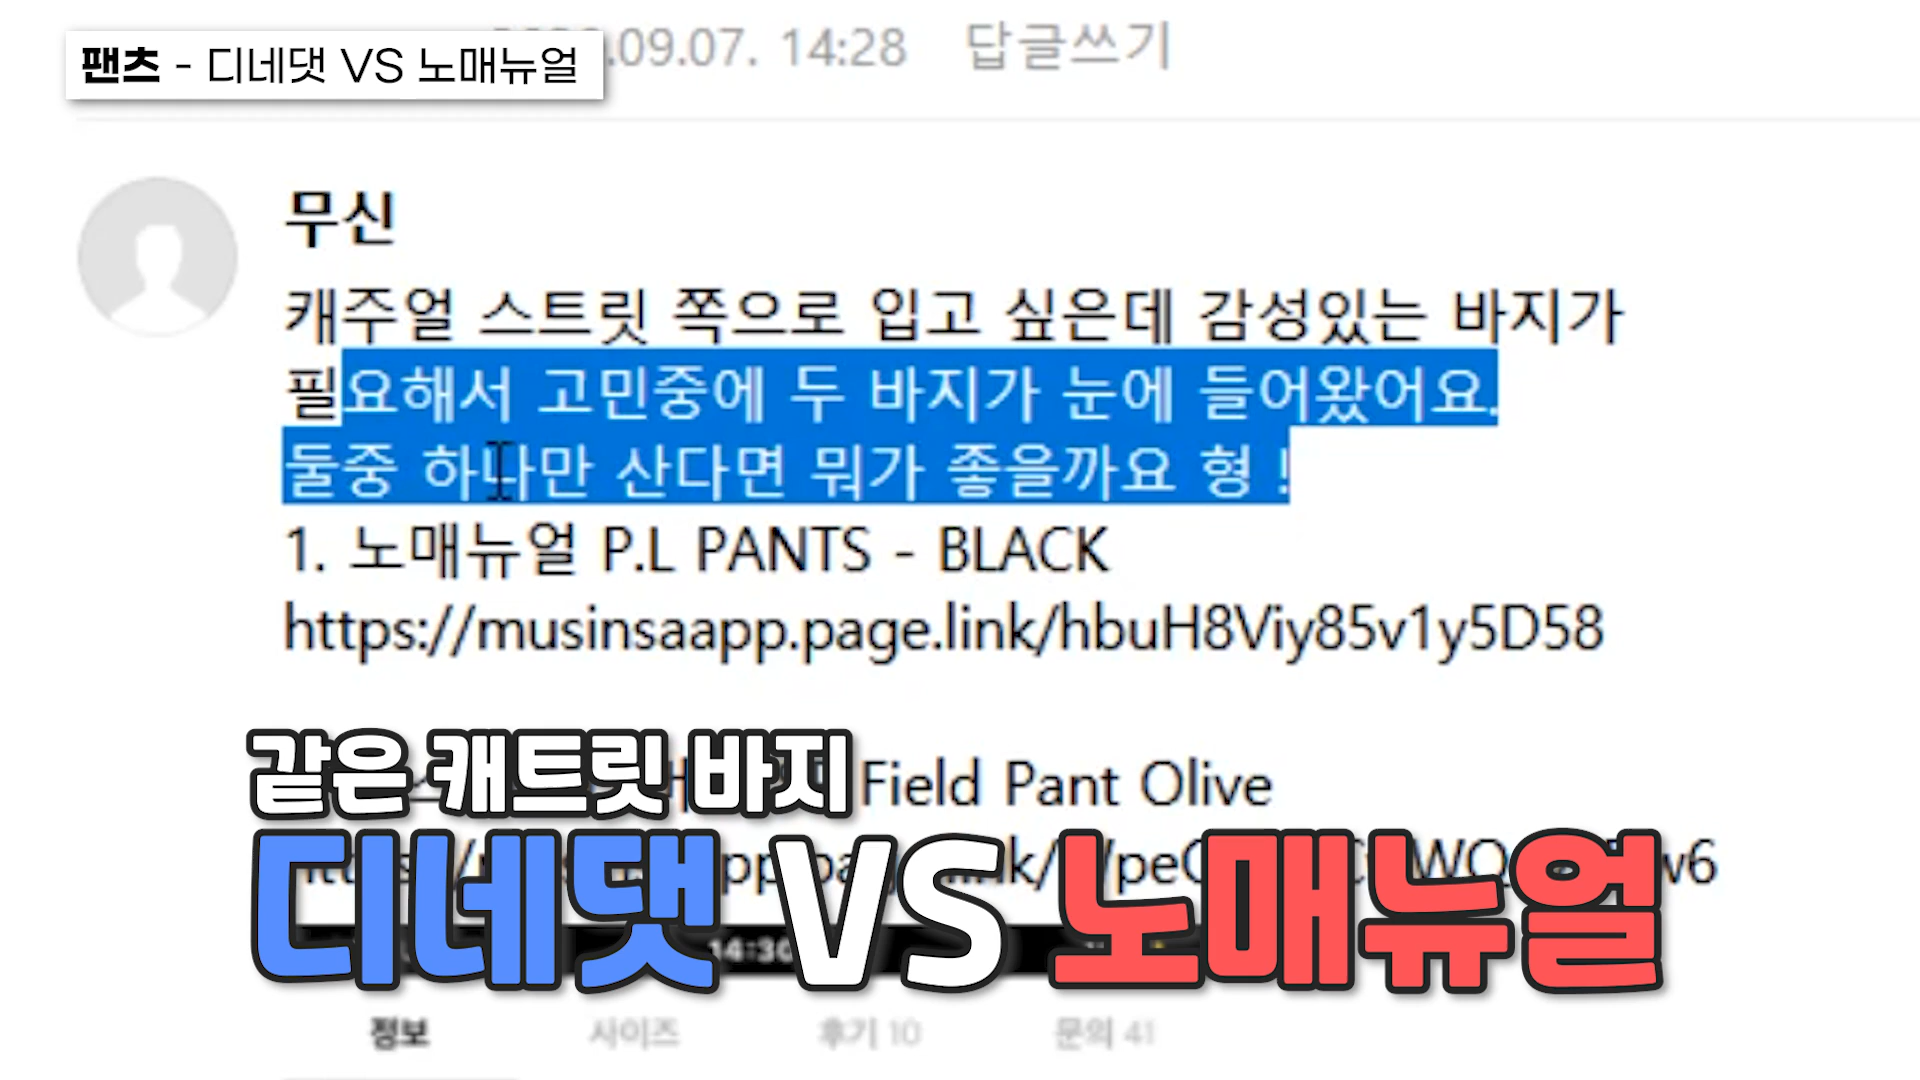 팬츠 - 디네댓 VS 노매뉴얼
.09.07. 14:28 답글쓰기
무신
캐주얼 스트릿 쪽으로 입고 싶은데 감성있는 바지가
필요해서 고민중에 두 바지가 눈에 들어왔어요.
둘중 하나만 산다면 뭐가 좋을까요 형 !
1. 노매뉴얼 P.L PANTS - BLACK
https://musinsaapp.page.link/hbuH8Viy85v1y5D58
Field Pant Olive
같은 캐트릿 바지
디네댓 VS 노매뉴얼
14:30
정보 사이즈 후기 10 문의 41